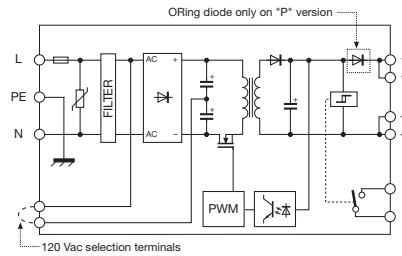 ORing diode only on "P" version
L
AC
+
PE
FILTER
+
+
+
N
AC
−
PWM
120 Vac selection terminals